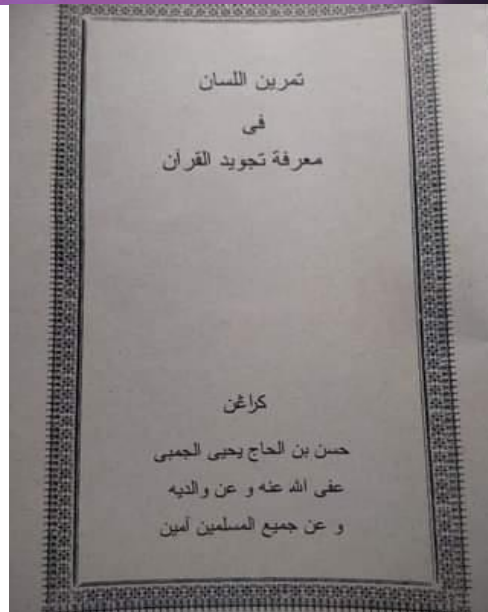 تمرين اللسان
فى
معرفة تجويد القرآن
كراڠن
حسن بن الحاج يحيى الجمبى
عفى الله عنه و عن والديه
و عن جميع المسلمين آمين